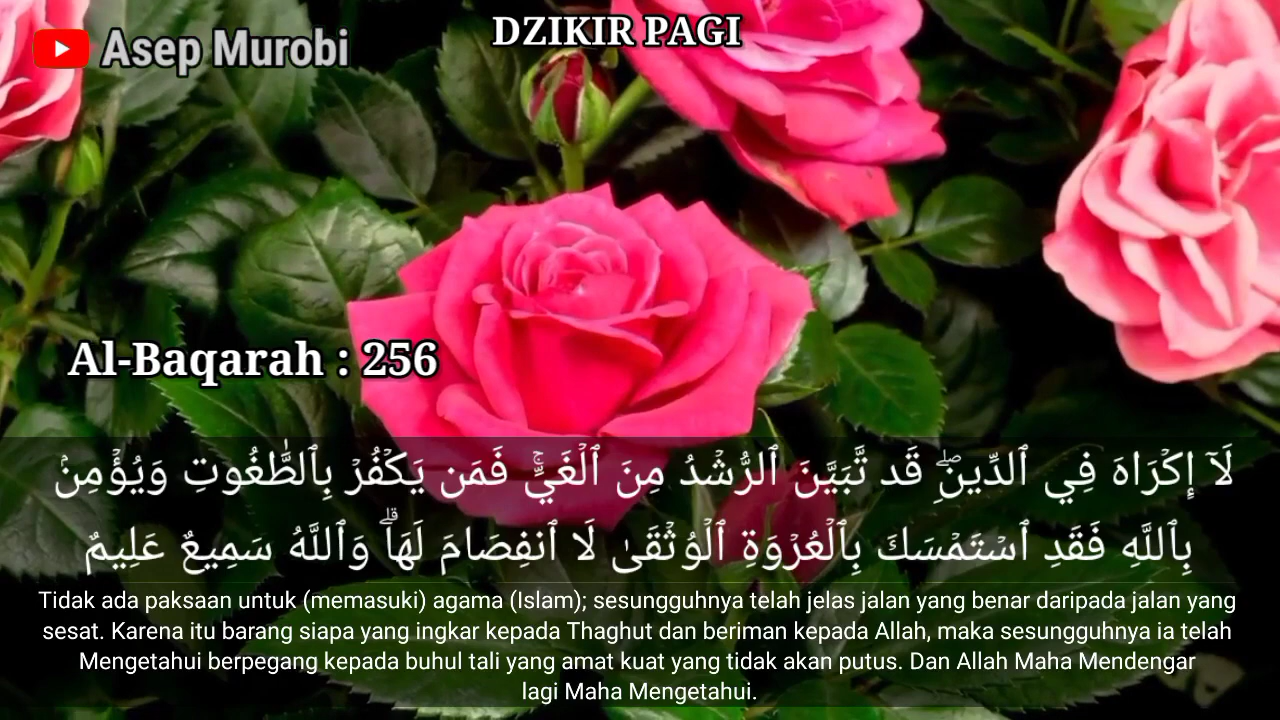 DZIKIR PAGI
Asep Murobi
Al-Baqarah : 256
لَآ إِكْرَاهَ فِي ٱلدِّينِۖ قَد تَّبَيَّنَ ٱلرُّشْدُ مِنَ ٱلْغَيِّۚ فَمَن يَكْفُرْ بِٱلطَّٰغُوتِ وَيُؤْمِنۢ
بِٱللَّهِ فَقَدِ ٱسْتَمْسَكَ بِٱلْعُرْوَةِ ٱلْوُثْقَىٰ لَا ٱنفِصَامَ لَهَاۗ وَٱللَّهُ سَمِيعٌ عَلِيمٌ
Tidak ada paksaan untuk (memasuki) agama (Islam); sesungguhnya telah jelas jalan yang benar daripada jalan yang
sesat. Karena itu barang siapa yang ingkar kepada Thaghut dan beriman kepada Allah, maka sesungguhnya ia telah
Mengetahui berpegang kepada buhul tali yang amat kuat yang tidak akan putus. Dan Allah Maha Mendengar
lagi Maha Mengetahui.